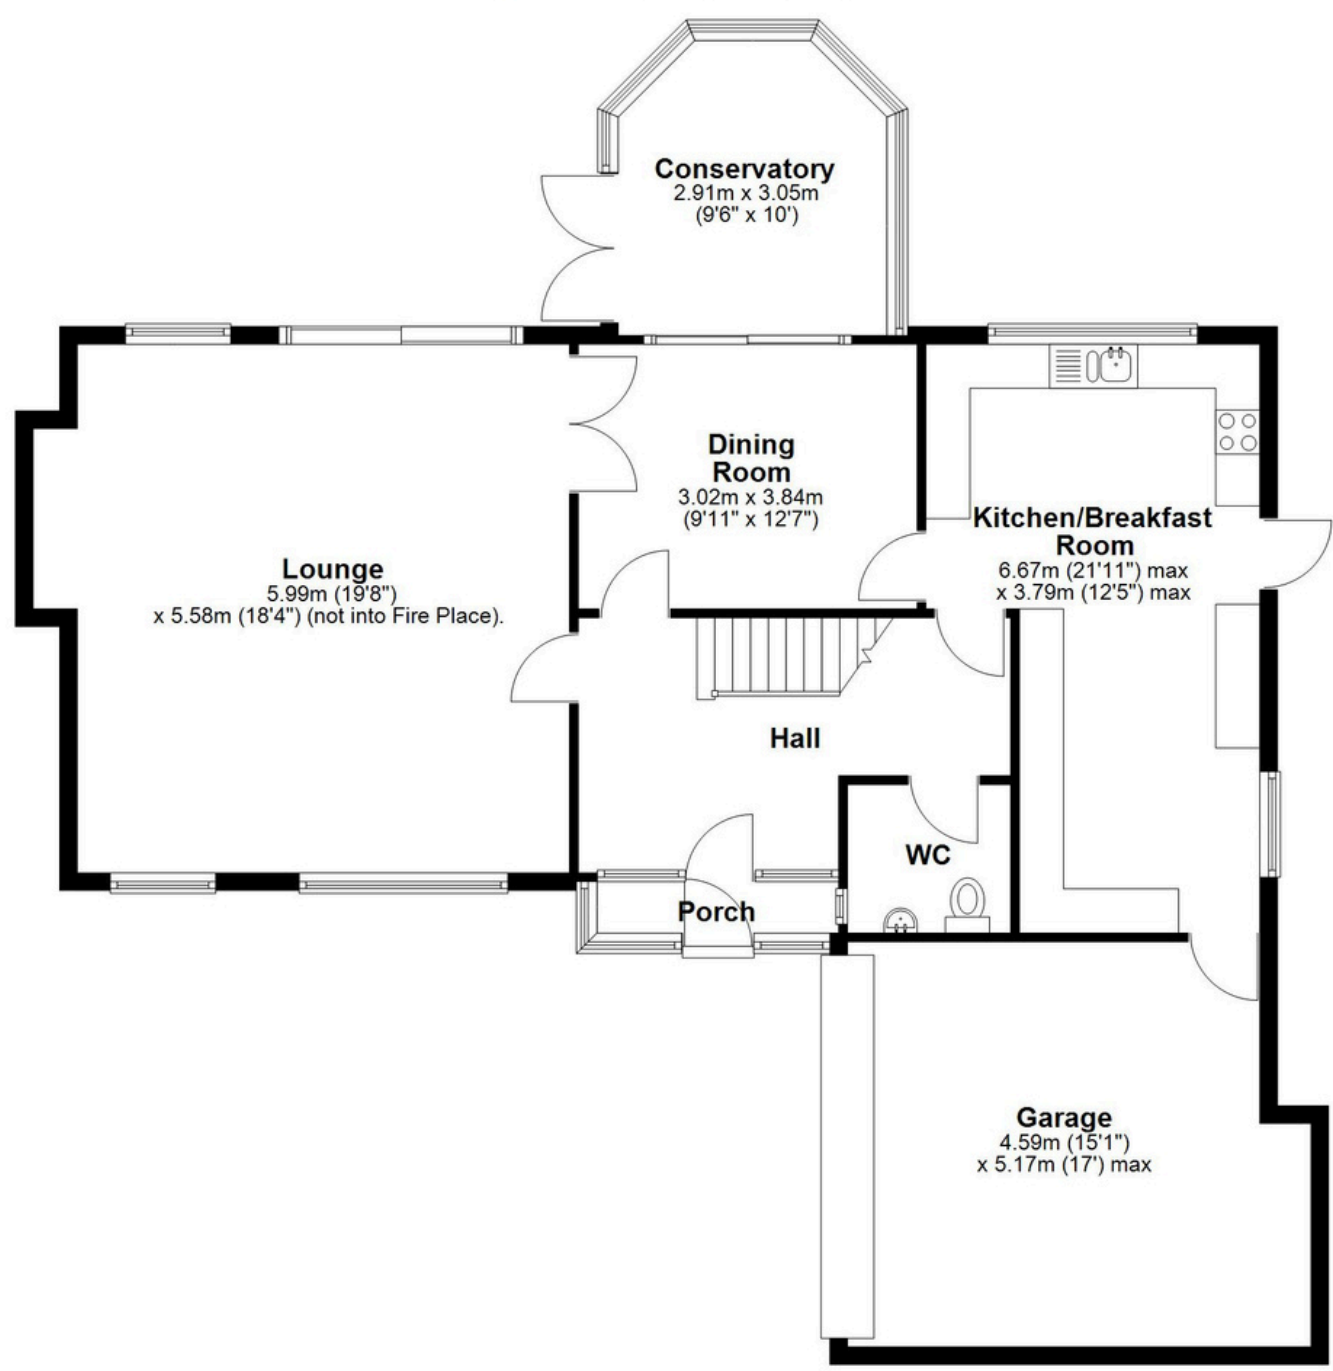 Conservatory
2.91m x 3.05m
(9'6" x 10')
Dining
Room
3.02m x 3.84m
(9'11" x 12'7")
Kitchen/Breakfast
Room
6.67m (21'11") max
x 3.79m (12'5") max
Lounge
5.99m (19'8")
x 5.58m (18'4") (not into Fire Place).
Hall
WC
Porch
Garage
4.59m (15'1")
x 5.17m (17') max